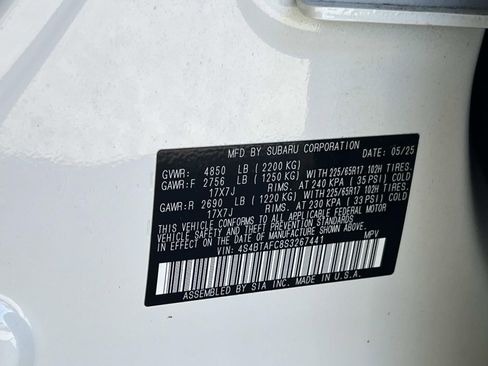 MFD BY SUBARU CORPORATION DATE: 05/25
GVWR: 4850 LB (2200 KG)
GAWR:F 2756 LB (1250 KG) WITH 225/65R17 102H TIRES,
17X7J RIMS, AT 240 KPA (35 PSI) COLD
GAWR:R 2690 LB (1220 KG) WITH 225/65R17 102H TIRES,
17X7J RIMS, AT 230 KPA (33 PSI) COLD
THIS VEHICLE CONFORMS TO ALL APPLICABLE FEDERAL MOTOR
VEHICLE SAFETY AND THEFT PREVENTION STANDARDS
IN EFFECT ON THE DATE OF MANUFACTURE SHOWN ABOVE.
VIN: 4S4BTAFC8S3267441 MPV
ASSEMBLED BY SIA INC. MADE IN U.S.A.